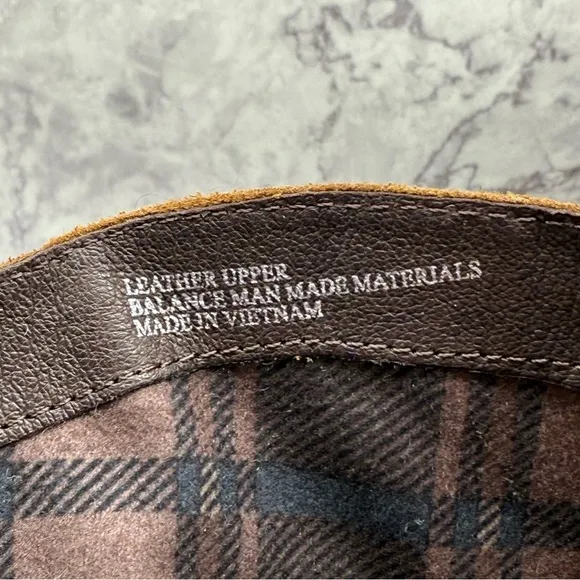 LEATHER UPPER
BALANCE MAN MADE MATERIALS
MADE IN VIETNAM